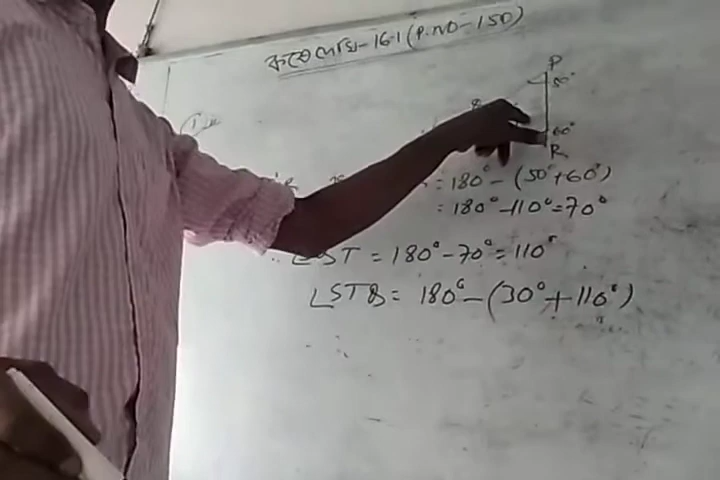 কষে দেখি-16.1 (P.NO-150)
P
50°
60°
R
= 180° - (50°+60°)
= 180° - 110° = 70°
ST = 180° - 70° = 110°
∠STQ = 180° - (30° + 110°)